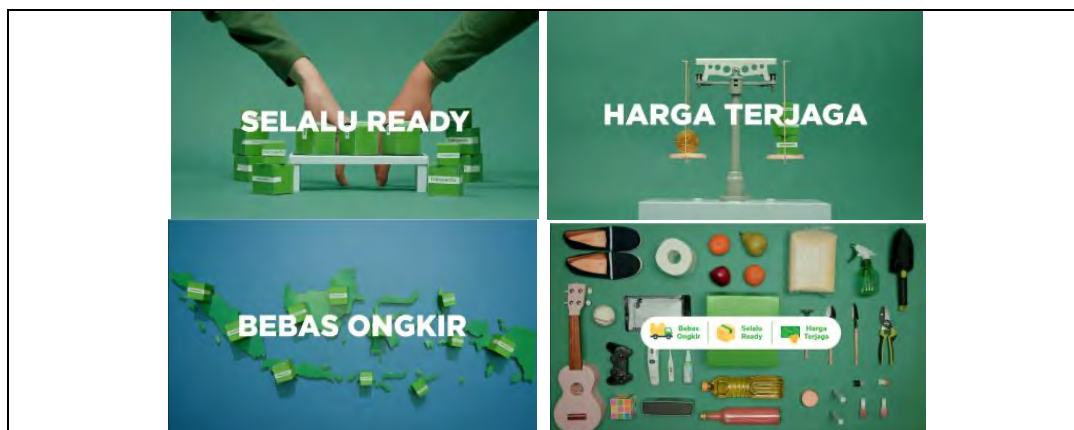 SELALU READY
HARGA TERJAGA
BEBAS ONGKIR
Bebas
Ongkir
Selalu
Ready
Harga
Terjaga